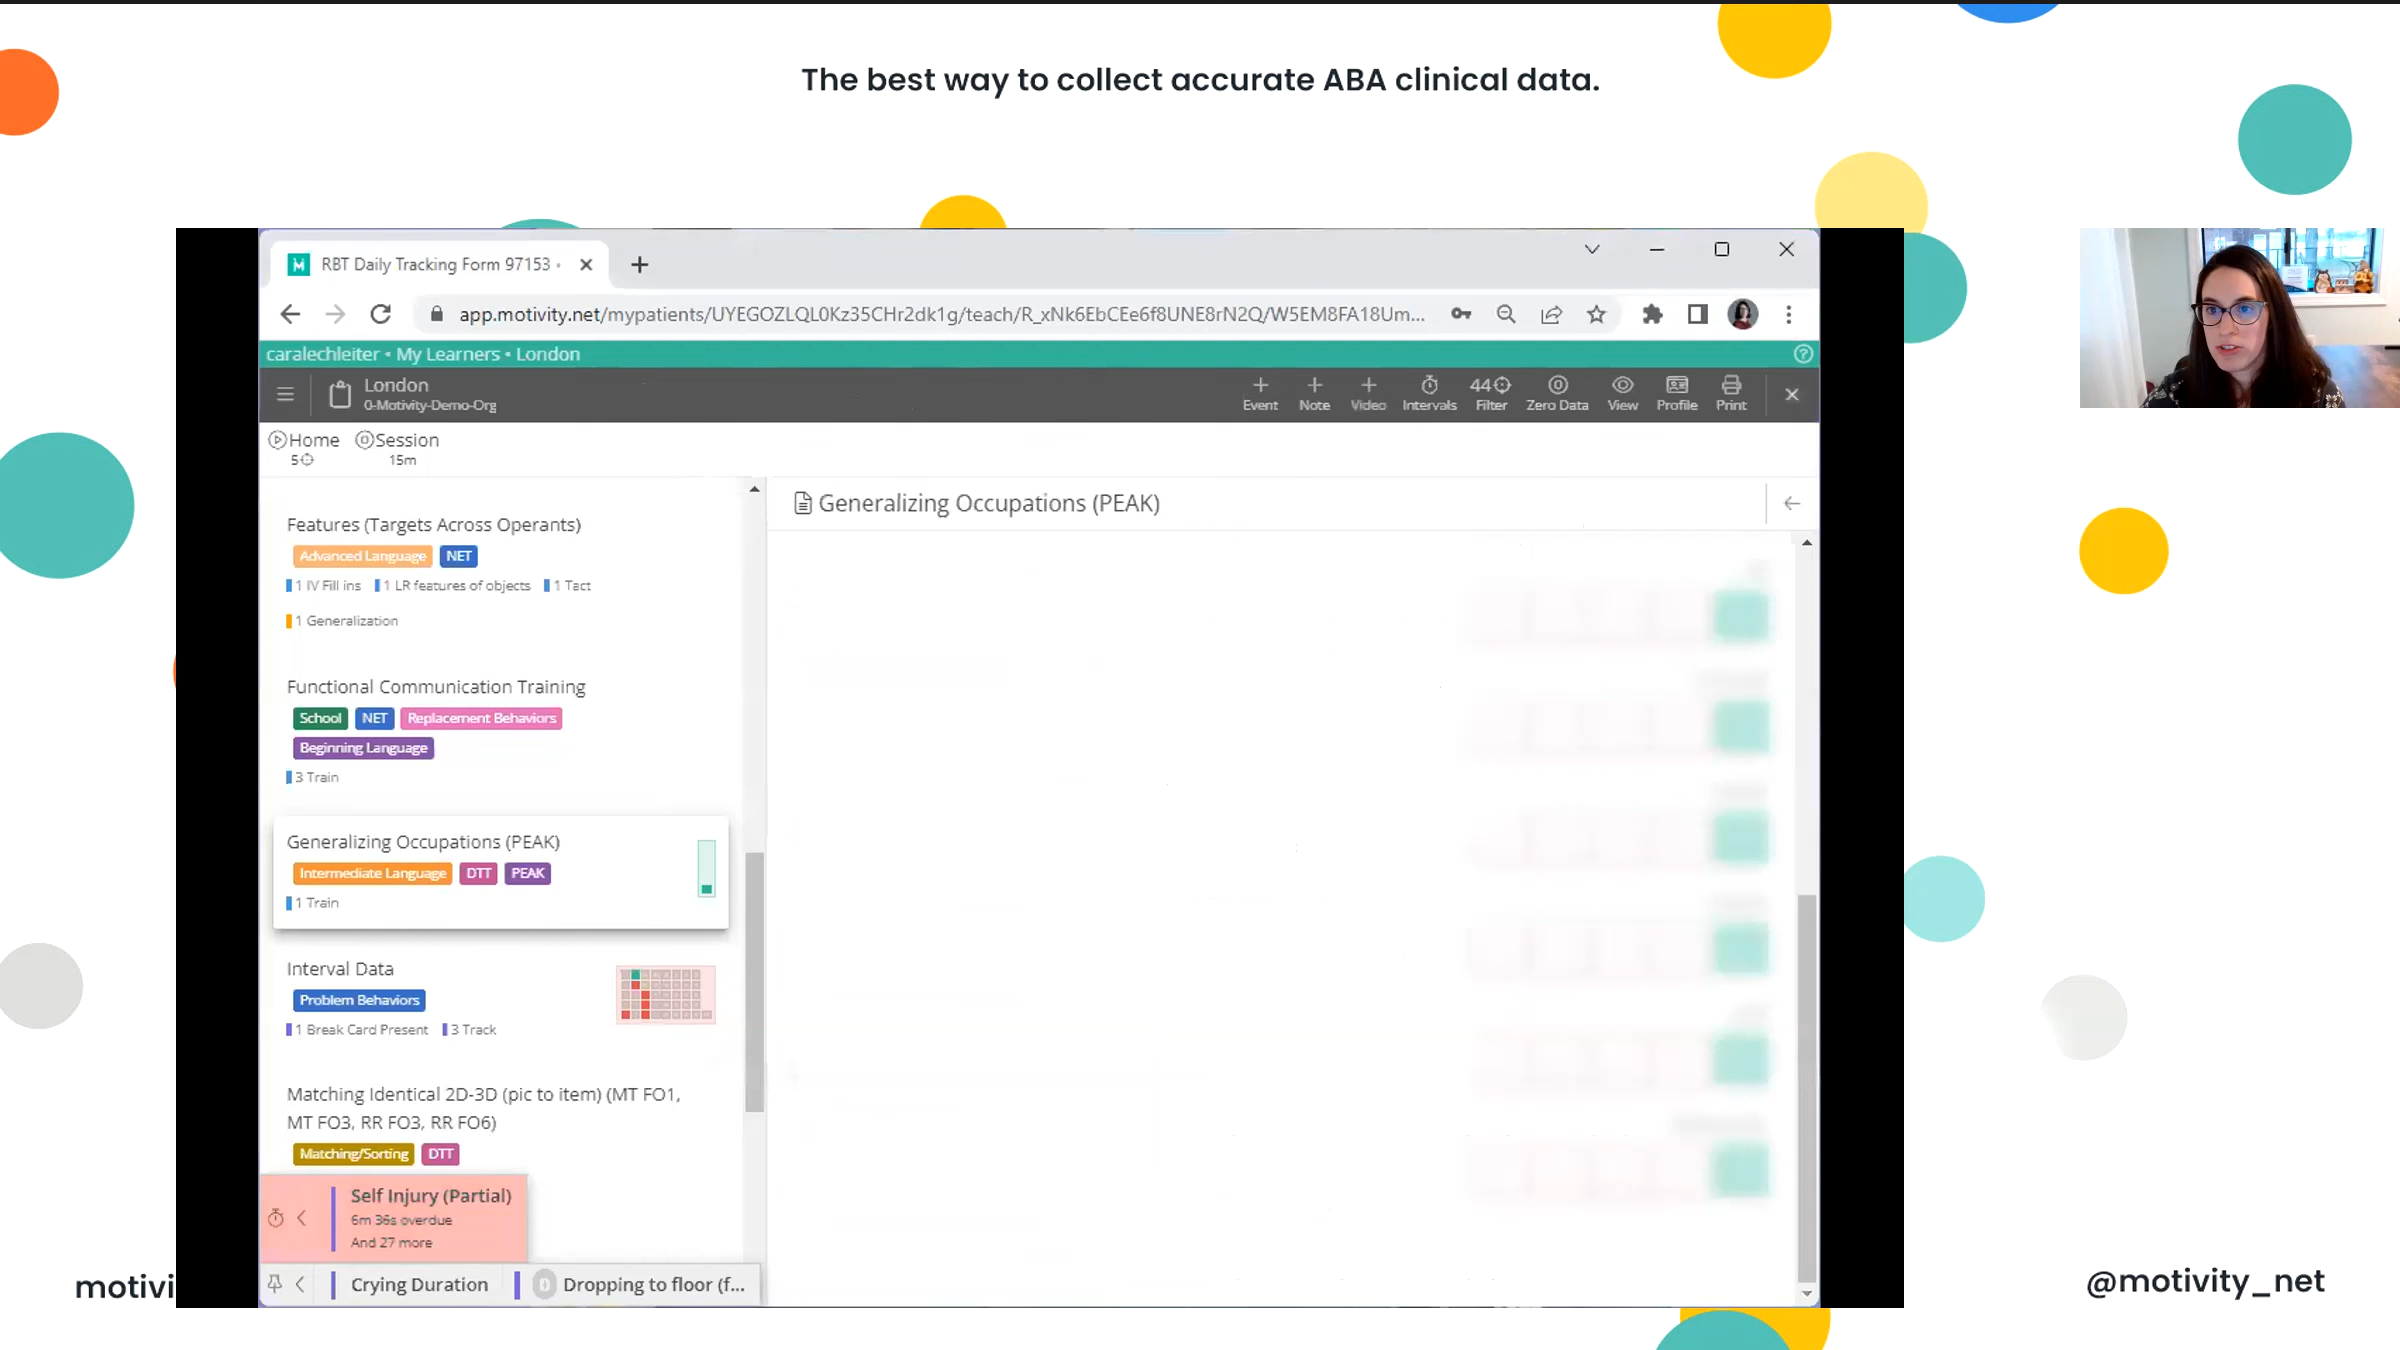 The best way to collect accurate ABA clinical data.
RBT Daily Tracking Form 97153
app.motivity.net/mypatients/UYEGOZLQL0Kz35CHr2dk1g/teach/R_xNk6EbCEe6f8UNE8rN2Q/W5EM8FA18Um...
caralechleiter • My Learners • London
London
0-Motivity-Demo-Org
Event
Note
Video
Intervals
44
Filter
Zero Data
View
Profile
Print
Home
5
Session
15m
Features (Targets Across Operants)
Advanced Language NET
1 IV Fill ins 1 LR features of objects 1 Tact
1 Generalization
Functional Communication Training
School NET Replacement Behaviors
Beginning Language
3 Train
Generalizing Occupations (PEAK)
Intermediate Language DTT PEAK
1 Train
Interval Data
Problem Behaviors
1 Break Card Present 3 Track
Matching Identical 2D-3D (pic to item) (MT FO1,
MT FO3, RR FO3, RR FO6)
Matching/Sorting DTT
Self Injury (Partial)
6m 36s overdue
And 27 more
Crying Duration 0 Dropping to floor (f...
Generalizing Occupations (PEAK)
motivi
@motivity_net